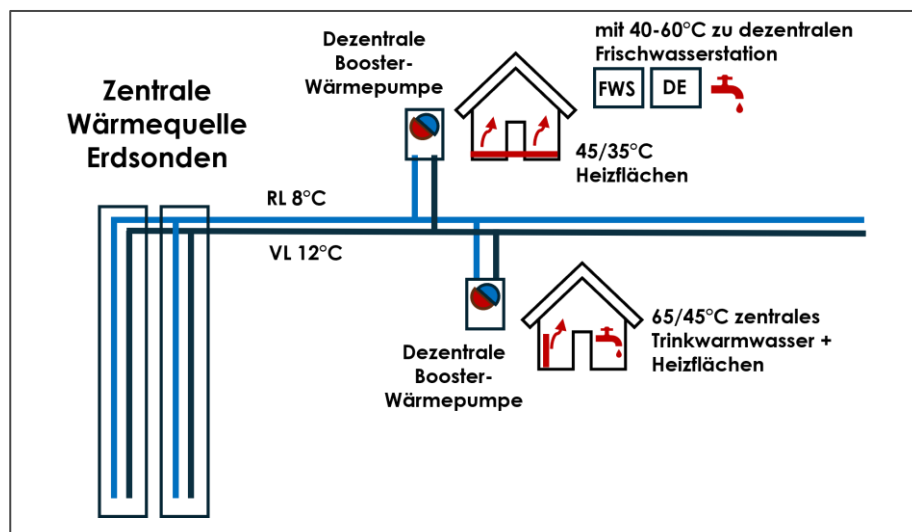 Zentrale
Wärmequelle
Erdsonden
Dezentrale
Booster-
Wärmepumpe
mit 40-60°C zu dezentralen
Frischwasserstation
FWS
DE
45/35°C
Heizflächen
RL 8°C
VL 12°C
Dezentrale
Booster-
Wärmepumpe
65/45°C zentrales
Trinkwarmwasser +
Heizflächen